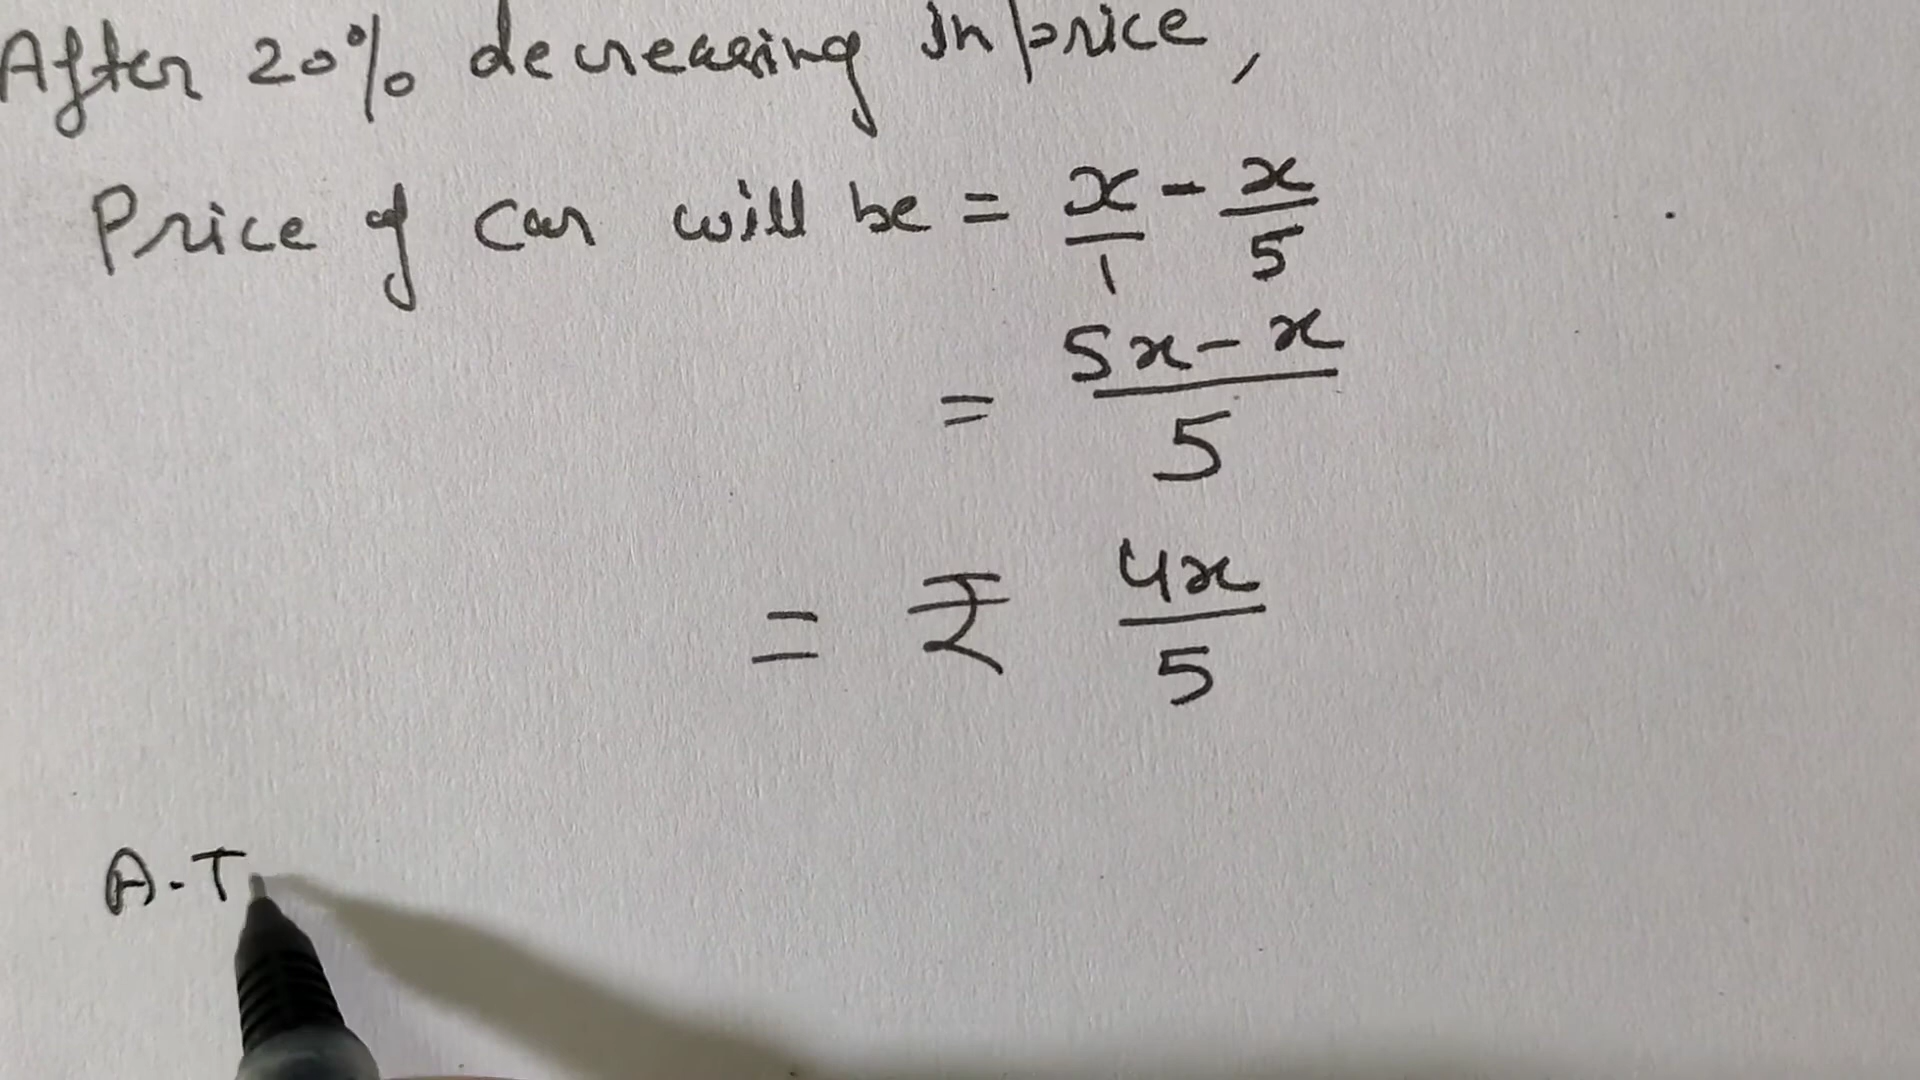 After 20% decreasing in price,
Price of car will be = x/1 - x/5
= 5x - x/5
= ₹ 4x/5
A.T